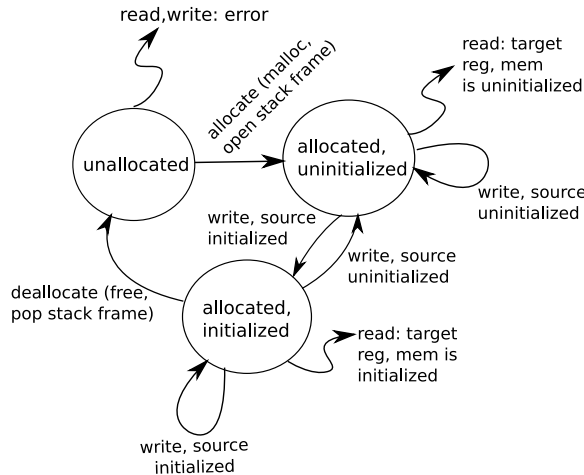 read,write: error
allocate (malloc,
open stack frame)
read: target
reg, mem
is uninitialized
unallocated
allocated,
uninitialized
write, source
uninitialized
write, source
initialized
write, source
uninitialized
deallocate (free,
pop stack frame)
allocated,
initialized
read: target
reg, mem is
initialized
write, source
initialized